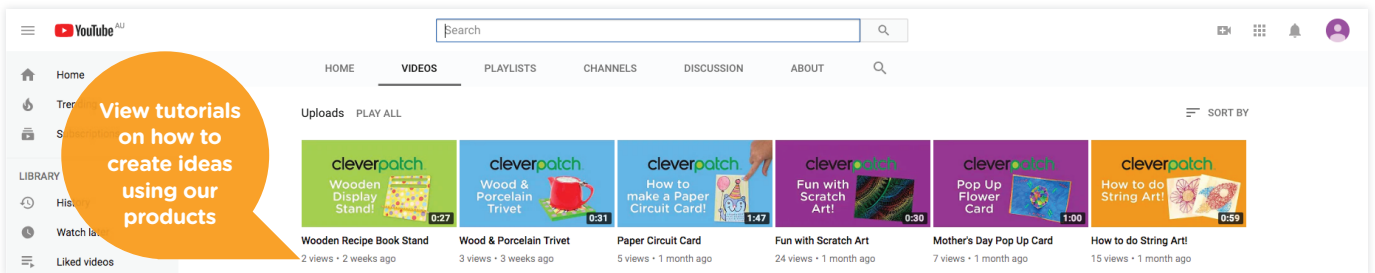 YouTube AU
Search
Home
Trending
Subscriptions
LIBRARY
History
Watch later
Liked videos
View tutorials
on how to
create ideas
using our
products
HOME VIDEOS PLAYLISTS CHANNELS DISCUSSION ABOUT
Uploads PLAY ALL
SORT BY
cleverpatch
Wooden
Display
Stand!
0:27
Wooden Recipe Book Stand
2 views • 2 weeks ago
cleverpatch
Wood &
Porcelain
Trivet
0:31
Wood & Porcelain Trivet
3 views • 3 weeks ago
cleverpatch
How to
make a Paper
Circuit Card!
1:47
Paper Circuit Card
5 views • 1 month ago
cleverpatch
Fun with
Scratch
Art!
0:30
Fun with Scratch Art
24 views • 1 month ago
cleverpatch
Pop Up
Flower
Card
1:00
Mother's Day Pop Up Card
7 views • 1 month ago
cleverpatch
How to do
String Art!
0:59
How to do String Art!
15 views • 1 month ago